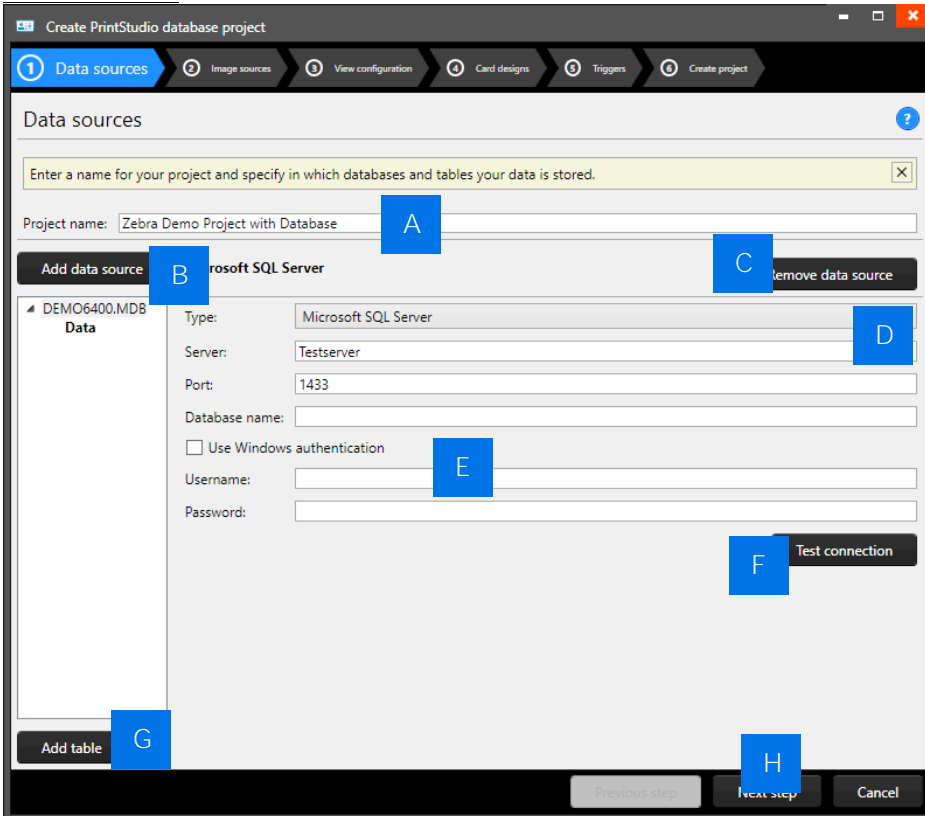 Create PrintStudio database project
1 Data sources 2 Image sources 3 View configuration 4 Card designs 5 Triggers 6 Create project
Data sources ?
Enter a name for your project and specify in which databases and tables your data is stored.
Project name: Zebra Demo Project with Database A
Add data source B rosoft SQL Server C emove data source
DEMO6400.MDB
Data
Type: Microsoft SQL Server D
Server: Testserver
Port: 1433
Database name:
Use Windows authentication E
Username:
Password:
F Test connection
Add table G
Previous step H Next step Cancel